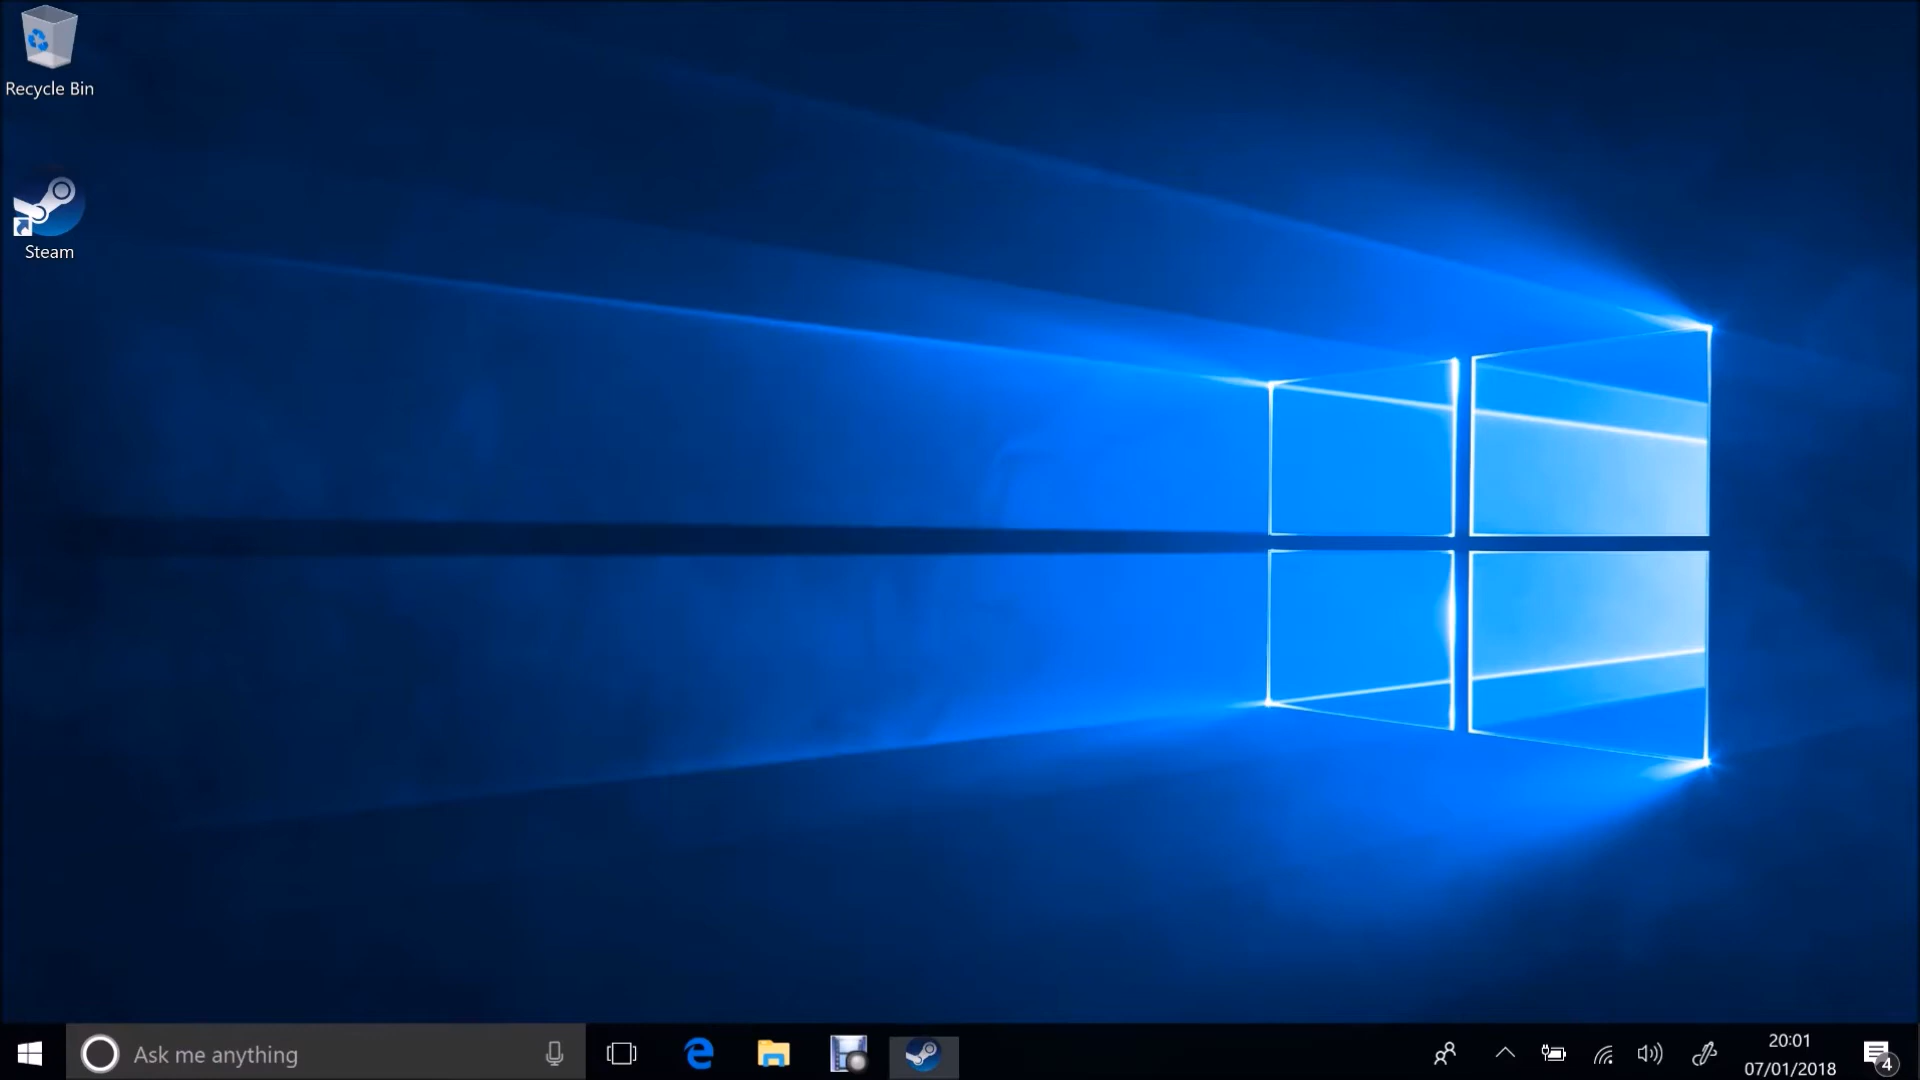 Recycle Bin
Steam
Ask me anything
20:01
07/01/2018
4